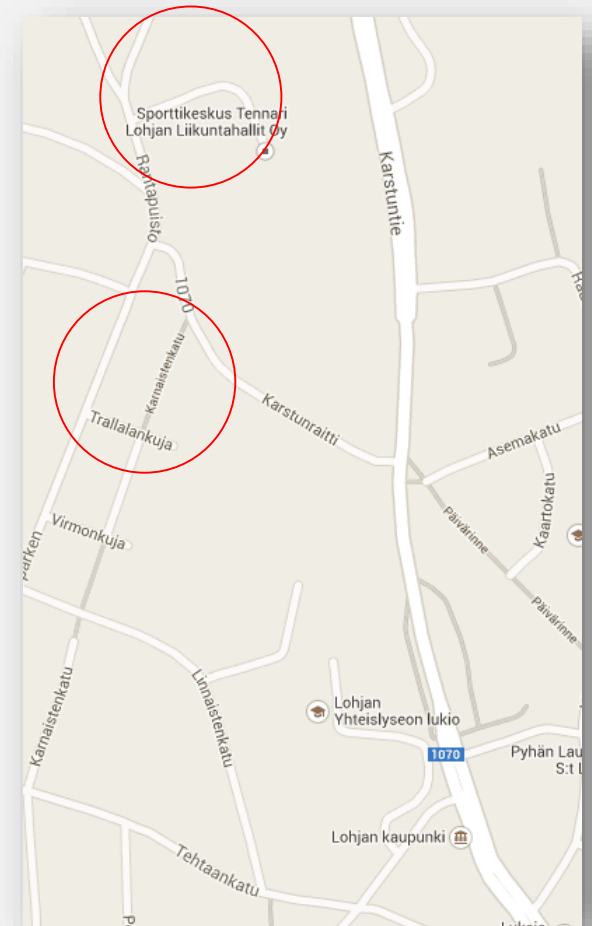 Sporttikeskus Tennari
Lohjan Liikuntahallit Oy
Rantapuisto
Karstuntie
1070
Karnaistenkatu
Trallalankuja
Karstunraitti
Asemakatu
Kaartokatu
Päivärinne
Virmonkuja
parken
Päivärinne
Linnaistenkatu
Karnaistenkatu
Lohjan
Yhteislyseon lukio
1070
Pyhän Lau
S:t L
Lohjan kaupunki
Tehtaankatu